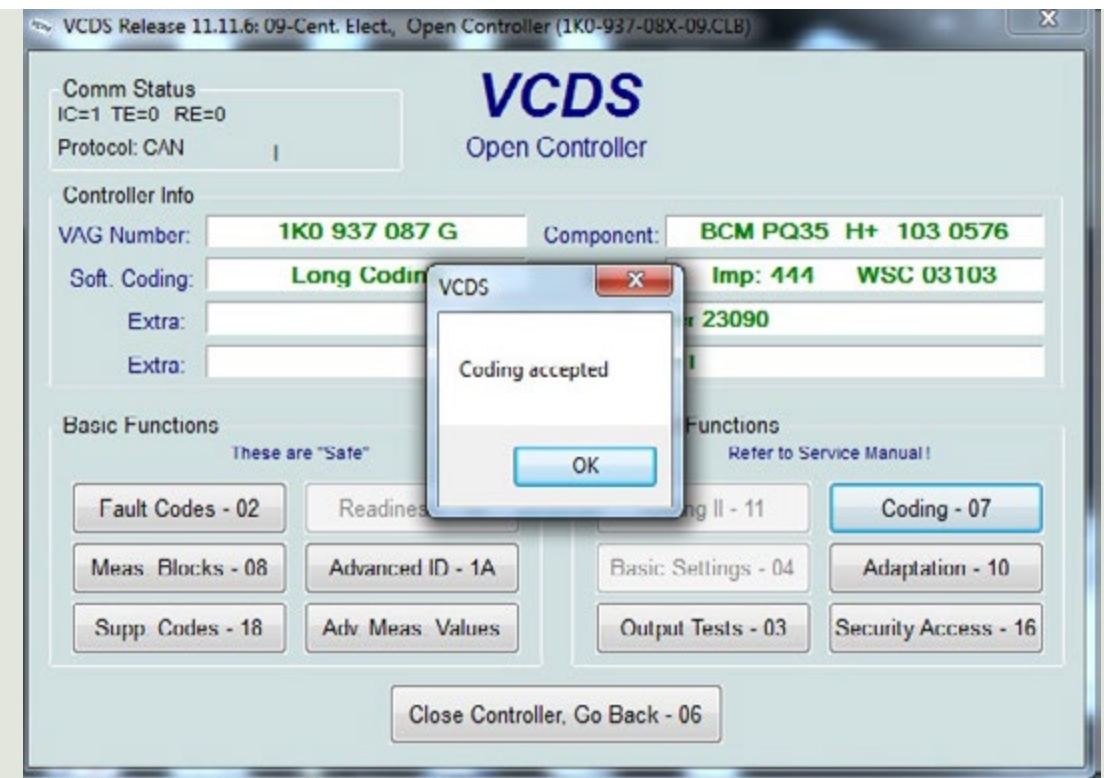 VCDS Release 11.11.6: 09-Cent. Elect., Open Controller (1K0-937-08X-09.CLB)
Comm Status
IC=1 TE=0 RE=0
Protocol: CAN
VCDS
Open Controller
Controller Info
VAG Number: 1K0 937 087 G Component: BCM PQ35 H+ 103 0576
Soft. Coding: Long Imp: 444 WSC 03103
Extra: 23090
Extra:
VCDS
Coding accepted
OK
Basic Functions
These are "Safe"
Functions
Refer to Service Manual!
Fault Codes - 02
II - 11
Coding - 07
Meas. Blocks - 08
Advanced ID - 1A
Basic Settings - 04
Adaptation - 10
Supp. Codes - 18
Adv. Meas. Values
Output Tests - 03
Security Access - 16
Close Controller, Go Back - 06